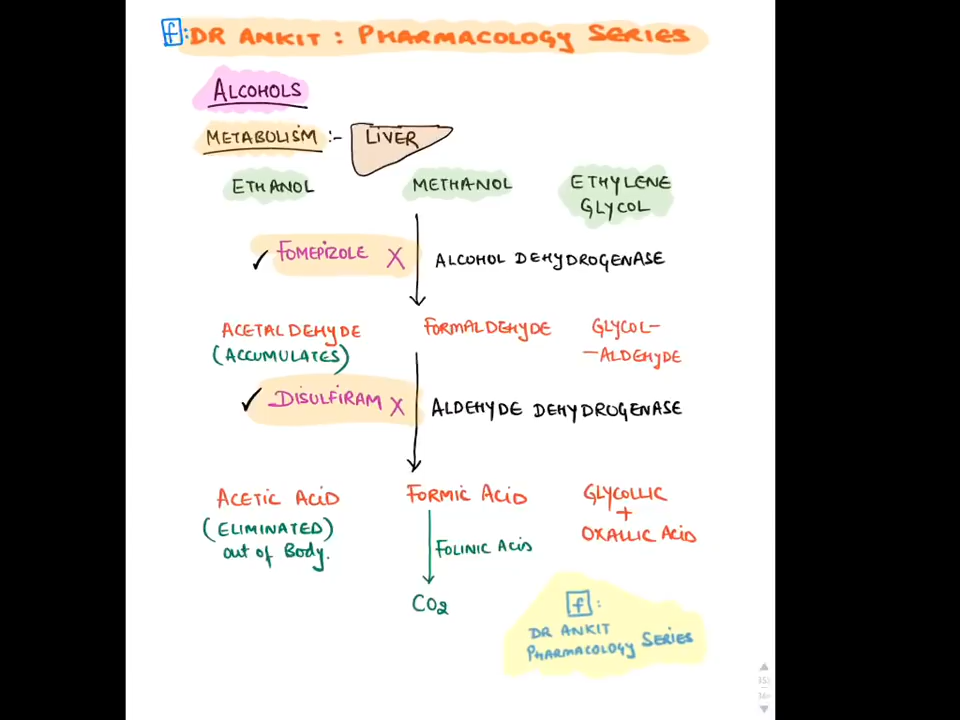 f: DR ANKIT : PHARMACOLOGY SERIES
ALCOHOLS
METABOLISM :- LIVER
ETHANOL METHANOL ETHYLENE
GLYCOL
✓ FOMEPIZOLE X ALCOHOL DEHYDROGENASE
ACETALDEHYDE FORMALDEHYDE GLYCOL-
(ACCUMULATES) -ALDEHYDE
✓ DISULFIRAM X ALDEHYDE DEHYDROGENASE
ACETIC ACID FORMIC ACID GLYCOLLIC
+
(ELIMINATED) OXALLIC ACID
out of Body. FOLINIC ACID
CO2
f:
DR ANKIT
PHARMACOLOGY SERIES